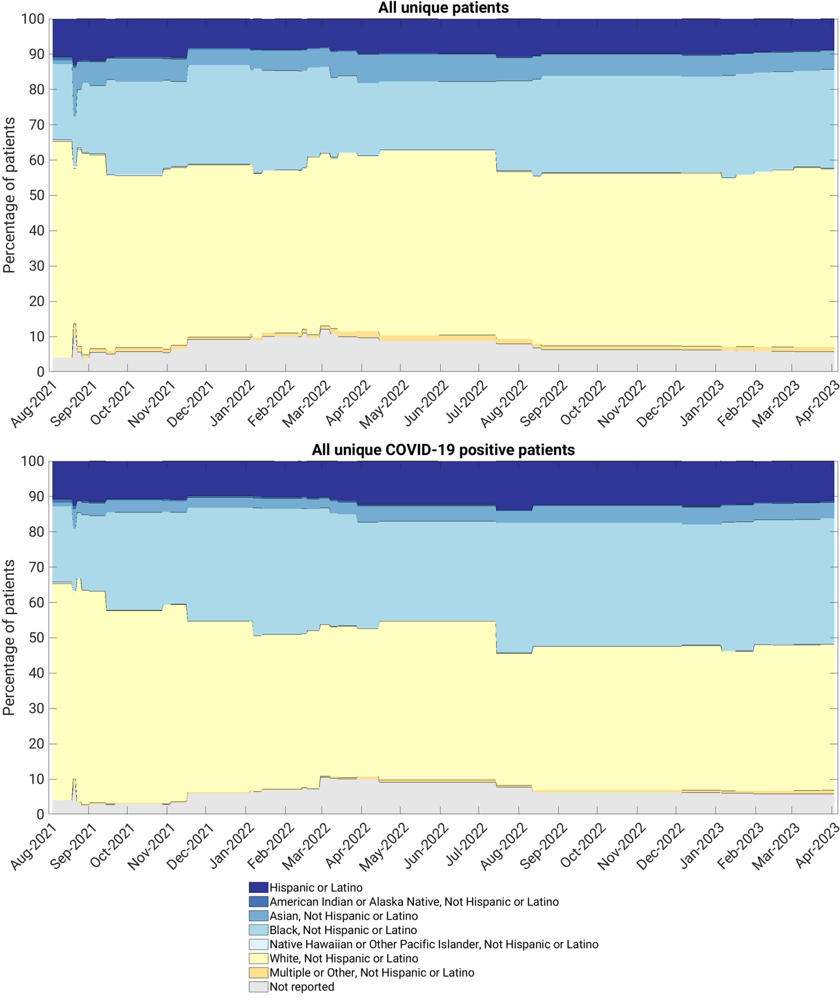 All unique patients
100
90
80
70
60
50
40
30
20
10
0
Percentage of patients
Aug-2021
Sep-2021
Oct-2021
Nov-2021
Dec-2021
Jan-2022
Feb-2022
Mar-2022
Apr-2022
May-2022
Jun-2022
Jul-2022
Aug-2022
Sep-2022
Oct-2022
Nov-2022
Dec-2022
Jan-2023
Feb-2023
Mar-2023
Apr-2023
All unique COVID-19 positive patients
100
90
80
70
60
50
40
30
20
10
0
Percentage of patients
Aug-2021
Sep-2021
Oct-2021
Nov-2021
Dec-2021
Jan-2022
Feb-2022
Mar-2022
Apr-2022
May-2022
Jun-2022
Jul-2022
Aug-2022
Sep-2022
Oct-2022
Nov-2022
Dec-2022
Jan-2023
Feb-2023
Mar-2023
Apr-2023
Hispanic or Latino
American Indian or Alaska Native, Not Hispanic or Latino
Asian, Not Hispanic or Latino
Black, Not Hispanic or Latino
Native Hawaiian or Other Pacific Islander, Not Hispanic or Latino
White, Not Hispanic or Latino
Multiple or Other, Not Hispanic or Latino
Not reported